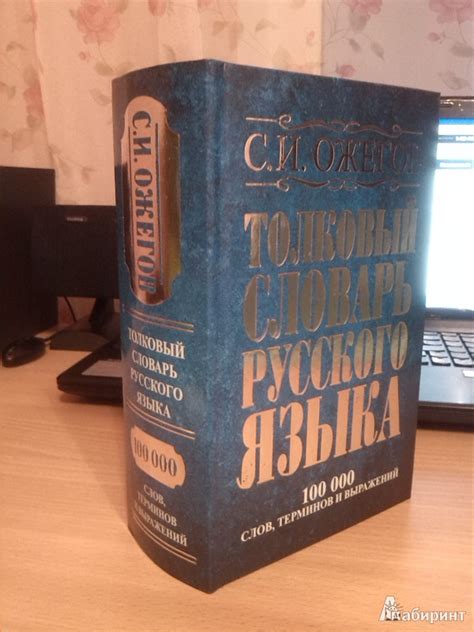 С.И. ОЖЕГОВ
ТОЛКОВЫЙ
СЛОВАРЬ
РУССКОГО
ЯЗЫКА
100 000
СЛОВ,
ТЕРМИНОВ
И ВЫРАЖЕНИЙ
С.И. ОЖЕГОВ
ТОЛКОВЫЙ
СЛОВАРЬ
РУССКОГО
ЯЗЫКА
100 000
СЛОВ, ТЕРМИНОВ И ВЫРАЖЕНИЙ
Лабиринт